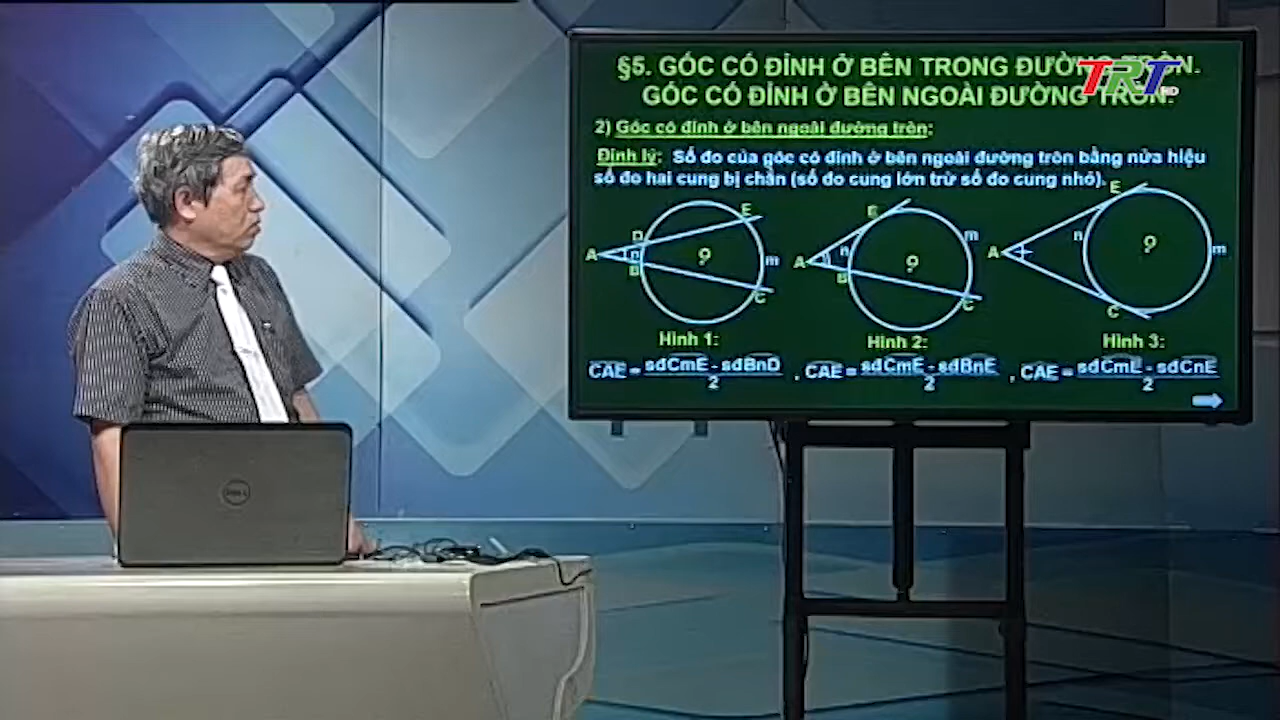 §5. GÓC CÓ ĐỈNH Ở BÊN TRONG ĐƯỜNG TRÒN.
GÓC CÓ ĐỈNH Ở BÊN NGOÀI ĐƯỜNG TRÒN.
TRT HD
2) Góc có đỉnh ở bên ngoài đường tròn:
Định lý: Số đo của góc có đỉnh ở bên ngoài đường tròn bằng nửa hiệu
số đo hai cung bị chắn (số đo cung lớn trừ số đo cung nhỏ).
A D n B E O m C
A E n B O m C
A E n O m C
Hình 1: Hình 2: Hình 3:
CAE = sđCmE - sđBnD / 2 , CAE = sđCmE - sđBnE / 2 , CAE = sđCmE - sđCnE / 2
DELL